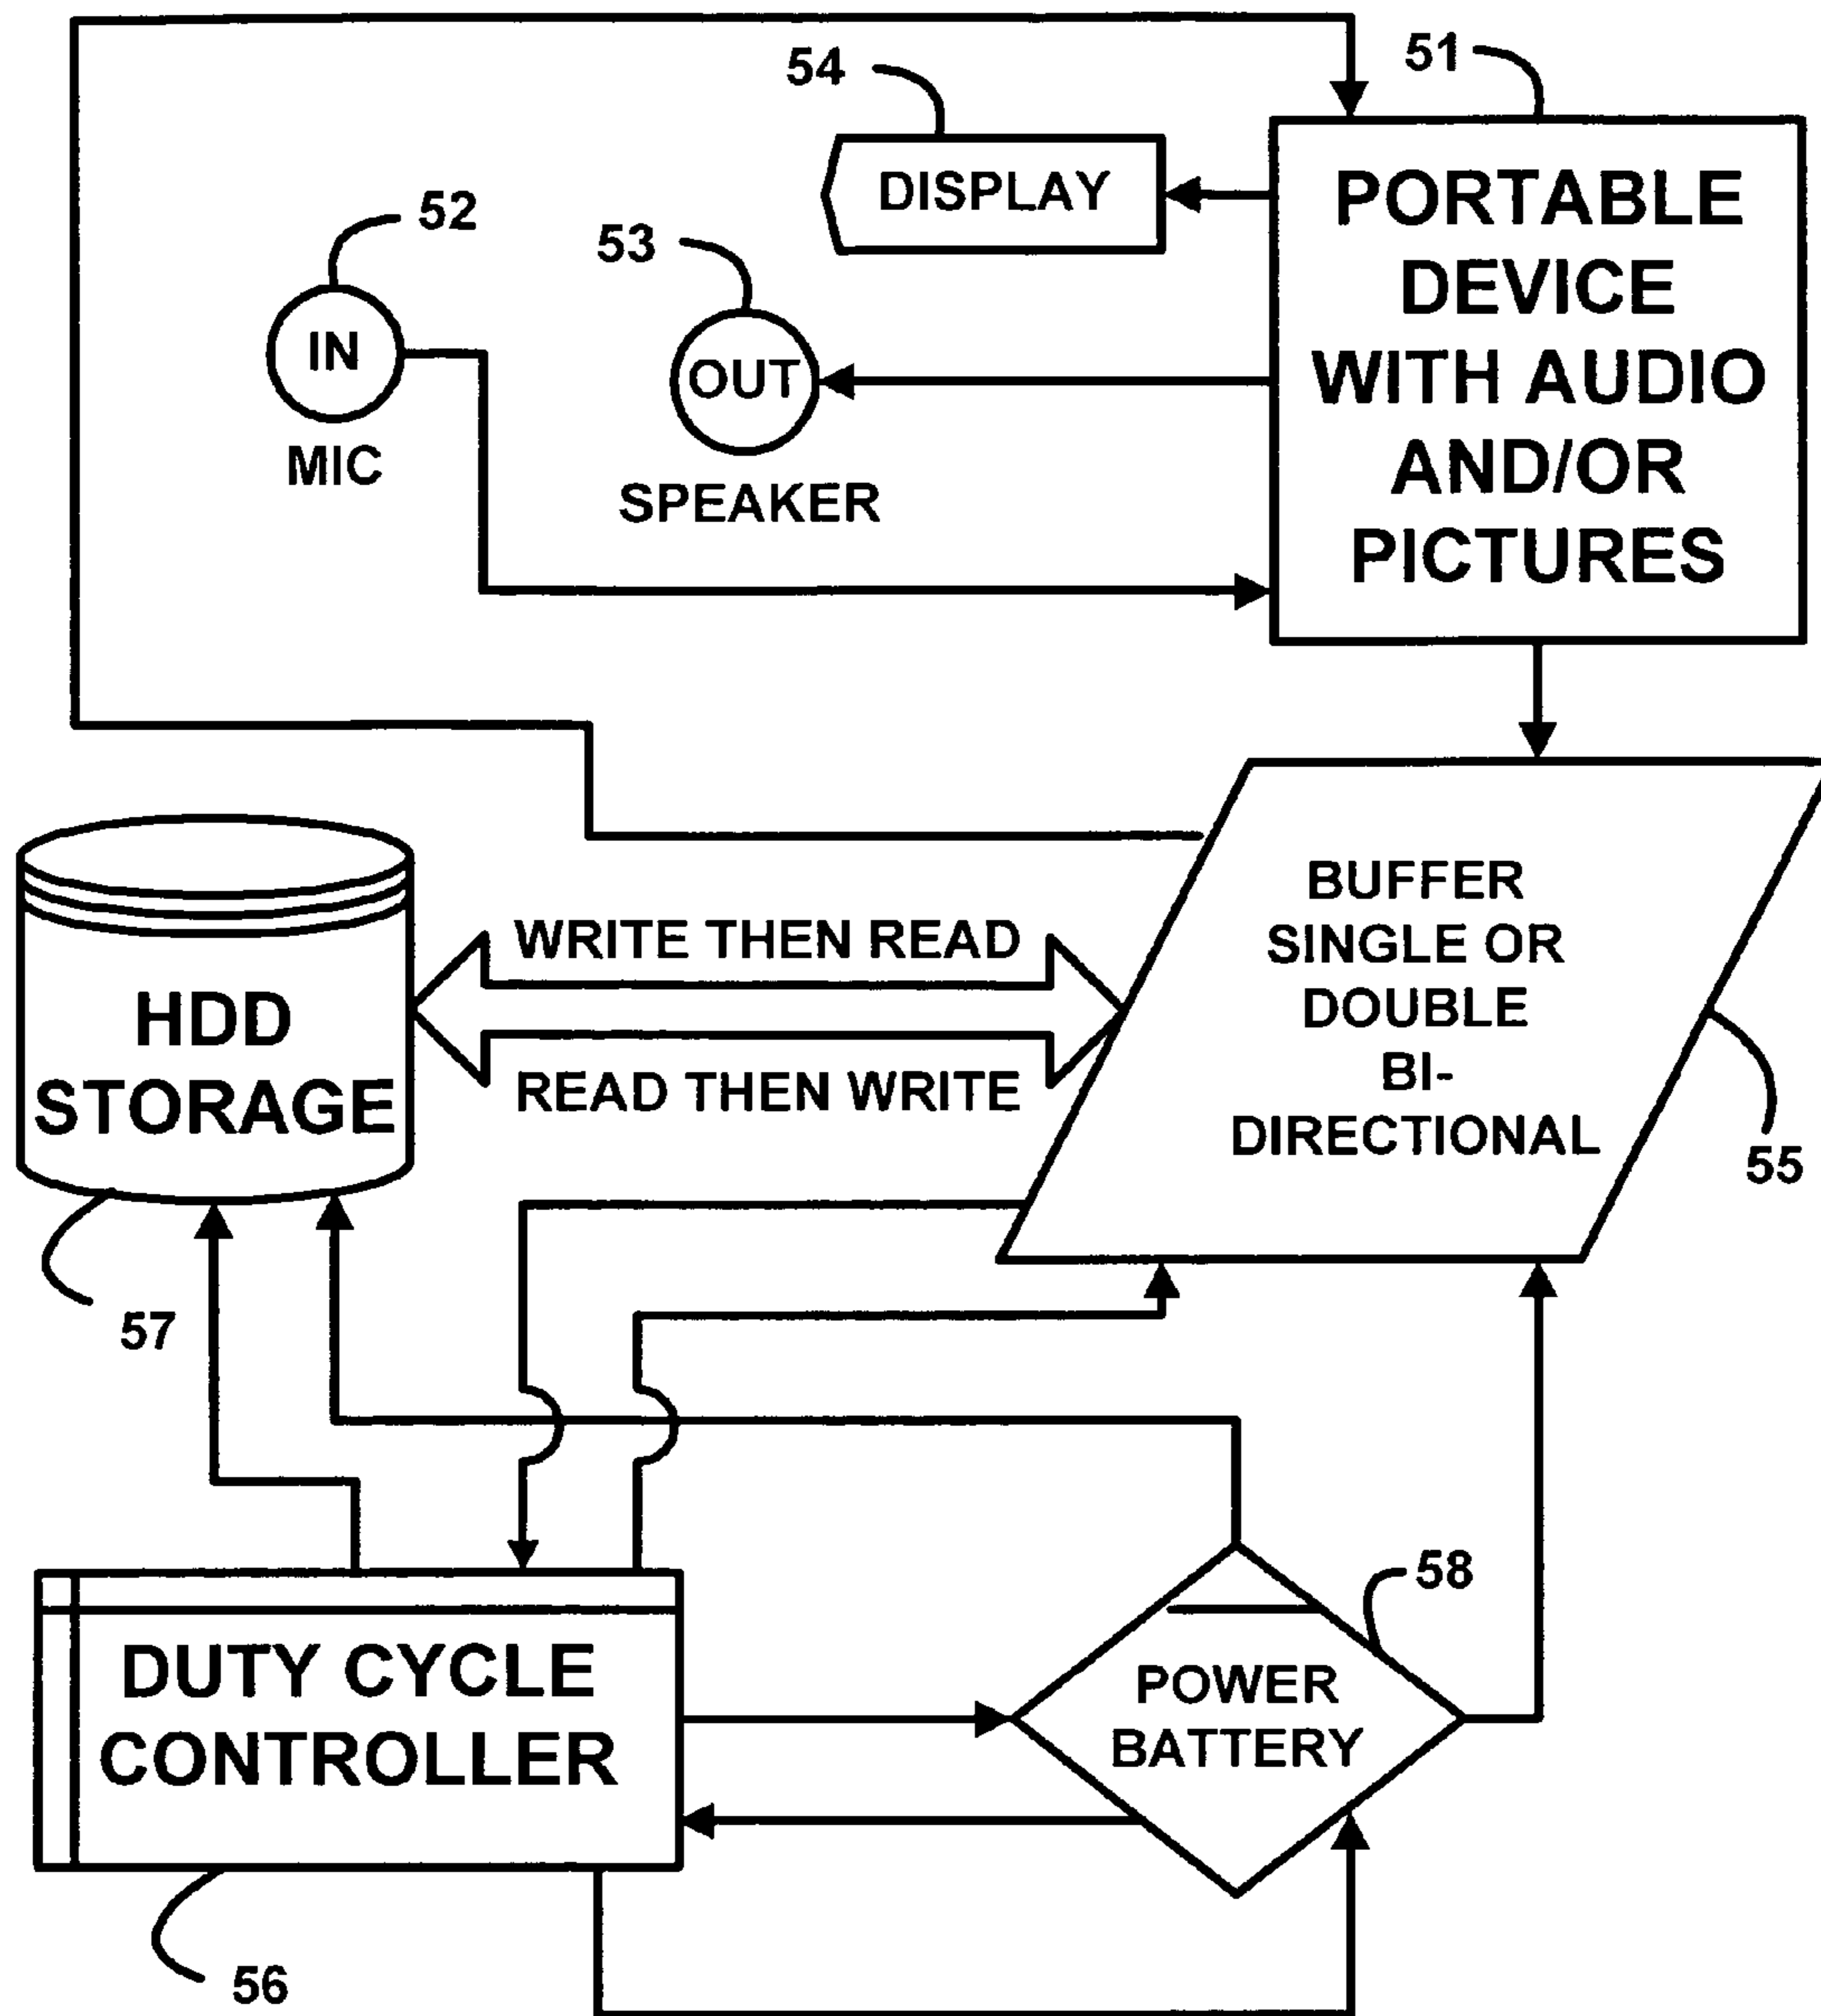 54
51
DISPLAY
PORTABLE
DEVICE
WITH AUDIO
AND/OR
PICTURES
52
53
IN
OUT
MIC
SPEAKER
BUFFER
SINGLE OR
DOUBLE
BI-
DIRECTIONAL
55
WRITE THEN READ
READ THEN WRITE
HDD
STORAGE
57
58
DUTY CYCLE
CONTROLLER
POWER
BATTERY
56